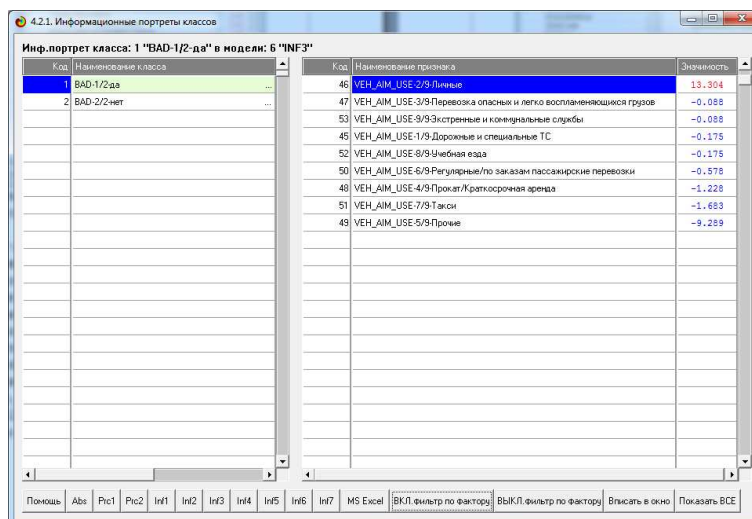 4.2.1. Информационные портреты классов
Инф.портрет класса: 1 "BAD-1/2-да" в модели: 6 "INF3"
Код Наименование класса
1 BAD-1/2-да ...
2 BAD-2/2-нет ...
Код Наименование признака Значимость
46 VEH_AIM_USE-2/9-Личные 13.304
47 VEH_AIM_USE-3/9-Перевозка опасных и легко воспламеняющихся грузов -0.088
53 VEH_AIM_USE-9/9-Экстренные и коммунальные службы -0.088
45 VEH_AIM_USE-1/9-Дорожные и специальные ТС -0.175
52 VEH_AIM_USE-8/9-Учебная езда -0.175
50 VEH_AIM_USE-6/9-Регулярные/по заказам пассажирские перевозки -0.578
48 VEH_AIM_USE-4/9-Прокат/Краткосрочная аренда -1.228
51 VEH_AIM_USE-7/9-Такси -1.683
49 VEH_AIM_USE-5/9-Прочие -9.289
Помощь Abs Prc1 Prc2 Inf1 Inf2 Inf3 Inf4 Inf5 Inf6 Inf7 MS Excel ВКЛ.фильтр по фактору ВЫКЛ.фильтр по фактору Вписать в окно Показать ВСЕ